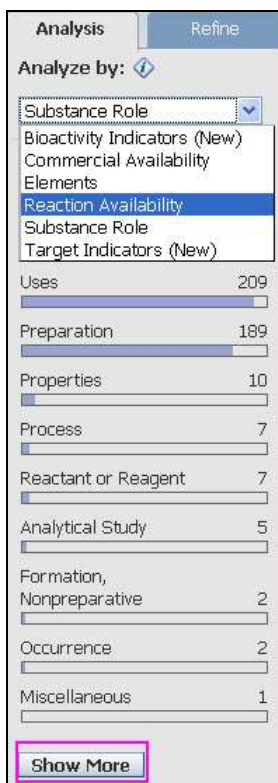 Analysis Refine
Analyze by:
Substance Role
Bioactivity Indicators (New)
Commercial Availability
Elements
Reaction Availability
Substance Role
Target Indicators (New)
Uses 209
Preparation 189
Properties 10
Process 7
Reactant or Reagent 7
Analytical Study 5
Formation,
Nonpreparative 2
Occurrence 2
Miscellaneous 1
Show More